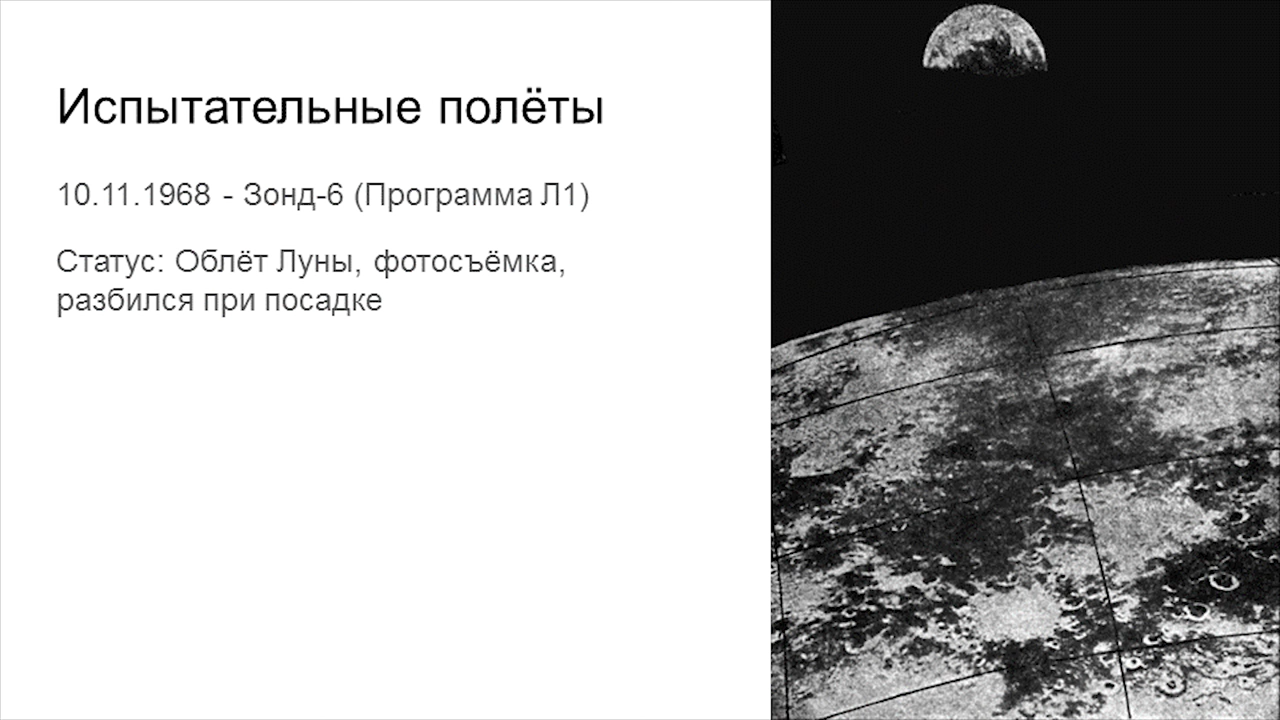 Испытательные полёты
10.11.1968 - Зонд-6 (Программа Л1)
Статус: Облёт Луны, фотосъёмка,
разбился при посадке